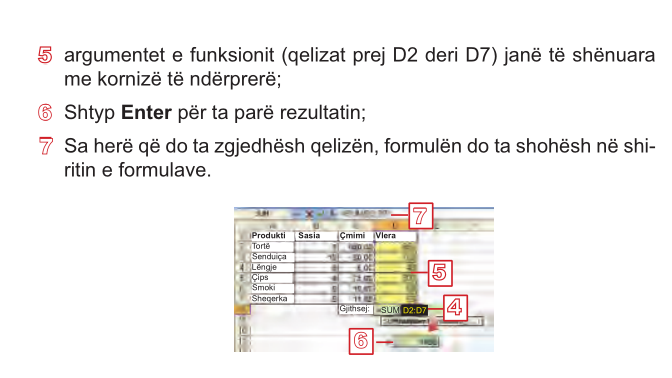 5 argumentet e funksionit (qelizat prej D2 deri D7) janë të shënuara
me kornizë të ndërprerë;
6 Shtyp Enter për ta parë rezultatin;
7 Sa herë që do ta zgjedhësh qelizën, formulën do ta shohësh në shi-
ritin e formulave.
SUM
7
Produkti Sasia Çmimi Vlera
Tortë
Senduiça
Lëngje
Çips
Smoki
Sheqerka
5
Gjithsej: =SUM D2:D7
4
6